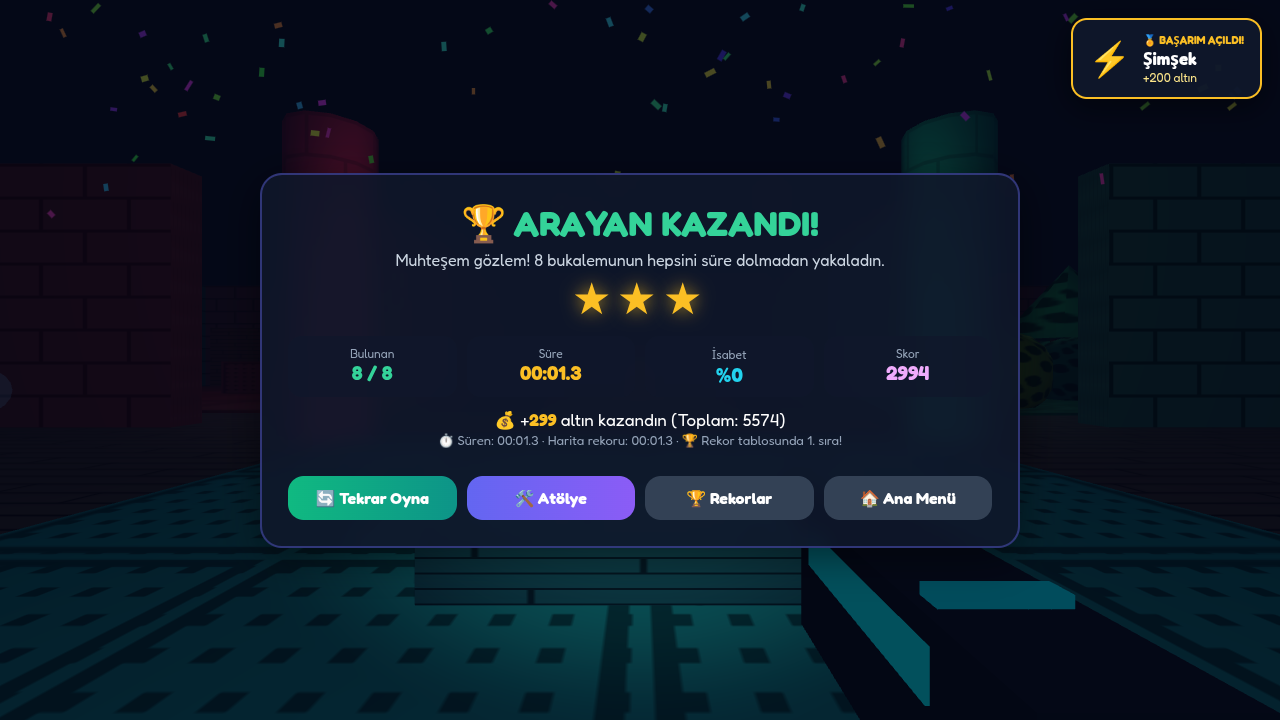 🏅 BAŞARIM AÇILDI!
⚡ Şimşek
+200 altın
🏆 ARAYAN KAZANDI!
Muhteşem gözlem! 8 bukalemunun hepsini süre dolmadan yakaladın.
★ ★ ★
Bulunan Süre İsabet Skor
8 / 8 00:01.3 %0 2994
💰 +299 altın kazandın (Toplam: 5574)
⏱️ Süren: 00:01.3 · Harita rekoru: 00:01.3 · 🏆 Rekor tablosunda 1. sıra!
🔄 Tekrar Oyna 🛠️ Atölye 🏆 Rekorlar 🏠 Ana Menü